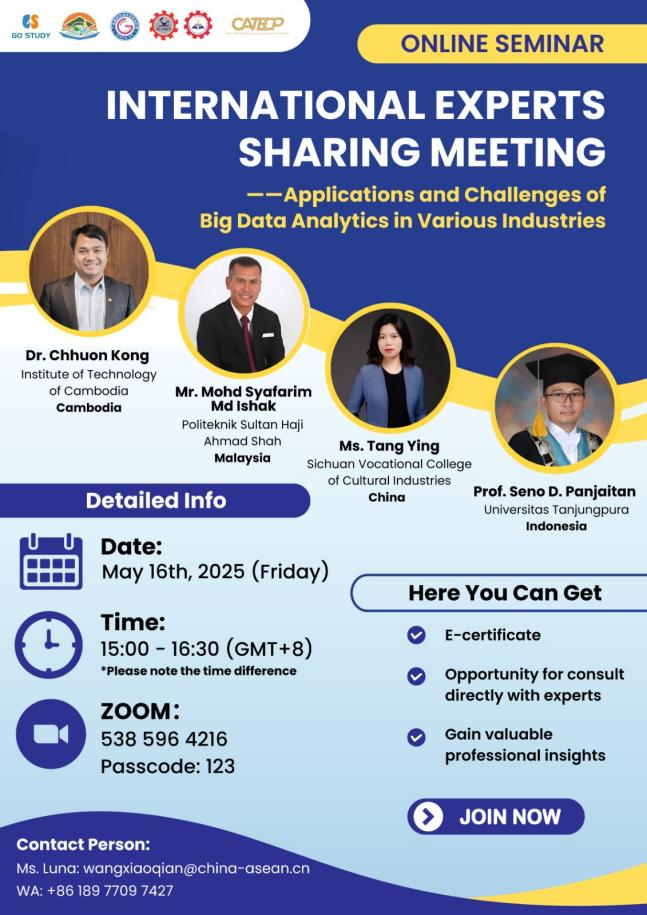 GO STUDY
CATECP
ONLINE SEMINAR
INTERNATIONAL EXPERTS
SHARING MEETING
——Applications and Challenges of
Big Data Analytics in Various Industries
Dr. Chhuon Kong
Institute of Technology
of Cambodia
Cambodia
Mr. Mohd Syafarim
Md Ishak
Politeknik Sultan Haji
Ahmad Shah
Malaysia
Ms. Tang Ying
Sichuan Vocational College
of Cultural Industries
China
Prof. Seno D. Panjaitan
Universitas Tanjungpura
Indonesia
Detailed Info
Date:
May 16th, 2025 (Friday)
Time:
15:00 - 16:30 (GMT+8)
*Please note the time difference
ZOOM:
538 596 4216
Passcode: 123
Here You Can Get
E-certificate
Opportunity for consult
directly with experts
Gain valuable
professional insights
JOIN NOW
Contact Person:
Ms. Luna: wangxiaoqian@china-asean.cn
WA: +86 189 7709 7427